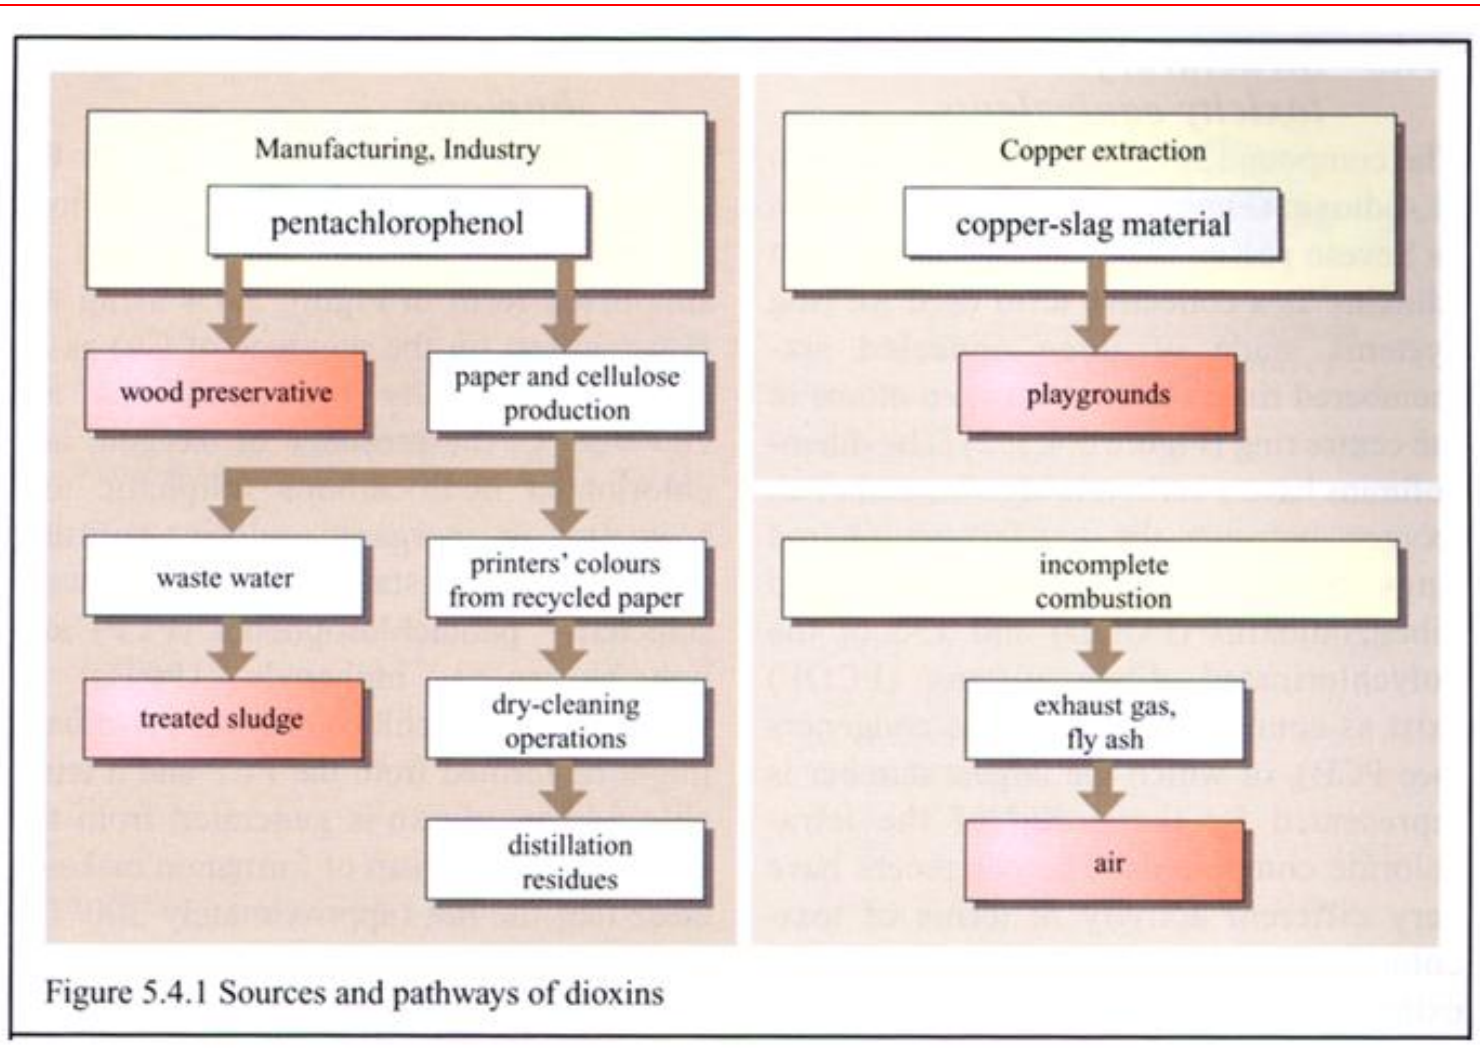 Manufacturing, Industry
pentachlorophenol
wood preservative
paper and cellulose
production
waste water
printers' colours
from recycled paper
treated sludge
dry-cleaning
operations
distillation
residues
Copper extraction
copper-slag material
playgrounds
incomplete
combustion
exhaust gas,
fly ash
air
Figure 5.4.1 Sources and pathways of dioxins